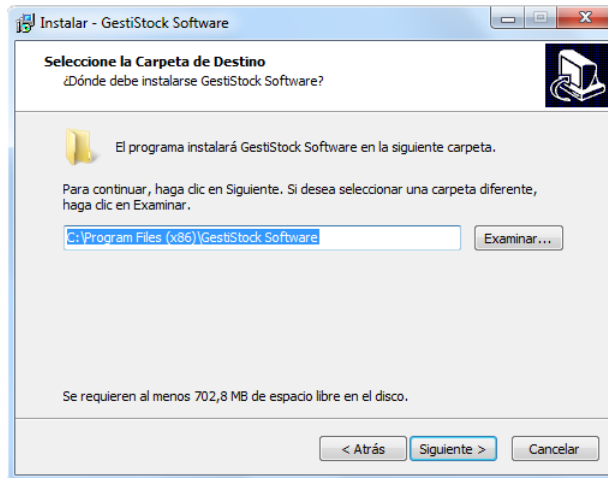 Instalar - GestiStock Software
Seleccione la Carpeta de Destino
¿Dónde debe instalarse GestiStock Software?
El programa instalará GestiStock Software en la siguiente carpeta.
Para continuar, haga clic en Siguiente. Si desea seleccionar una carpeta diferente,
haga clic en Examinar.
C:\Program Files (x86)\GestiStock Software
Examinar...
Se requieren al menos 702,8 MB de espacio libre en el disco.
< Atrás
Siguiente >
Cancelar